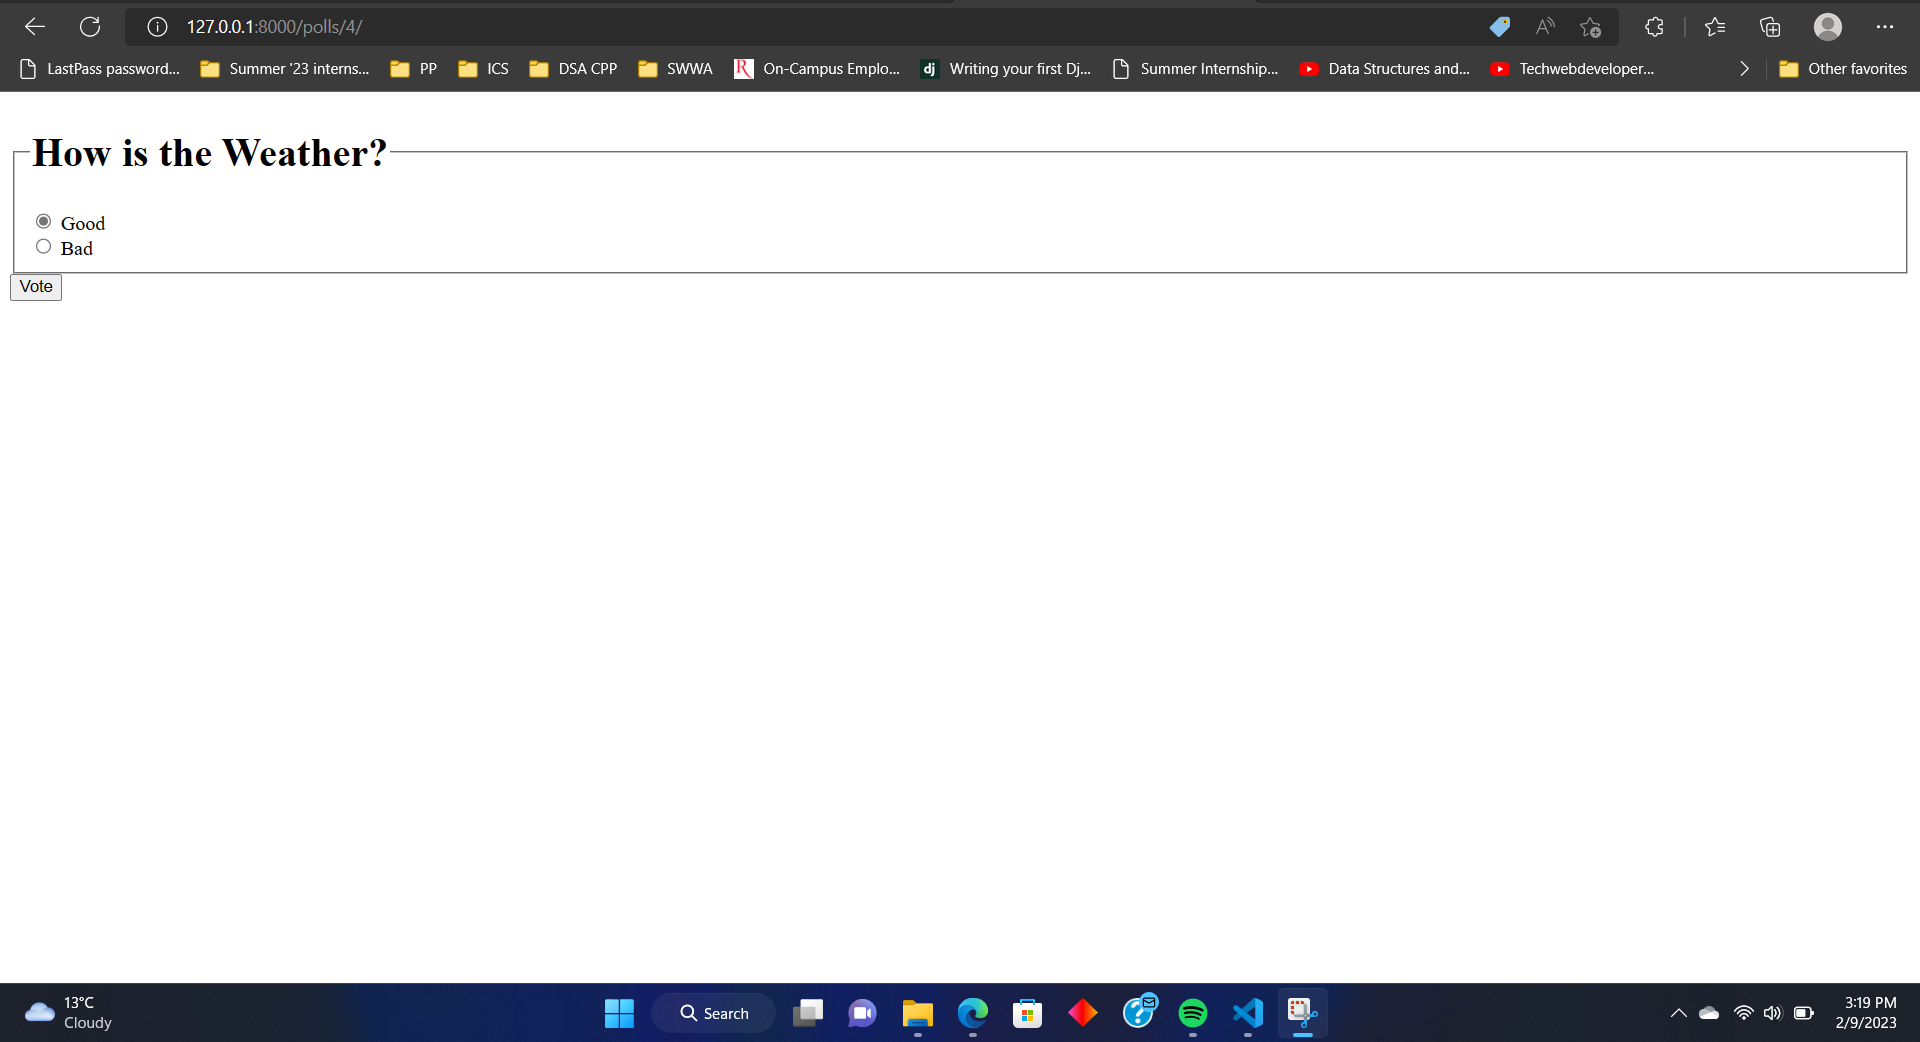 127.0.0.1:8000/polls/4/
LastPass password... Summer '23 interns... PP ICS DSA CPP SWWA On-Campus Emplo... dj Writing your first Dj... Summer Internship... Data Structures and... Techwebdeveloper... Other favorites
How is the Weather?
Good
Bad
Vote
13°C
Cloudy
Search
3:19 PM
2/9/2023